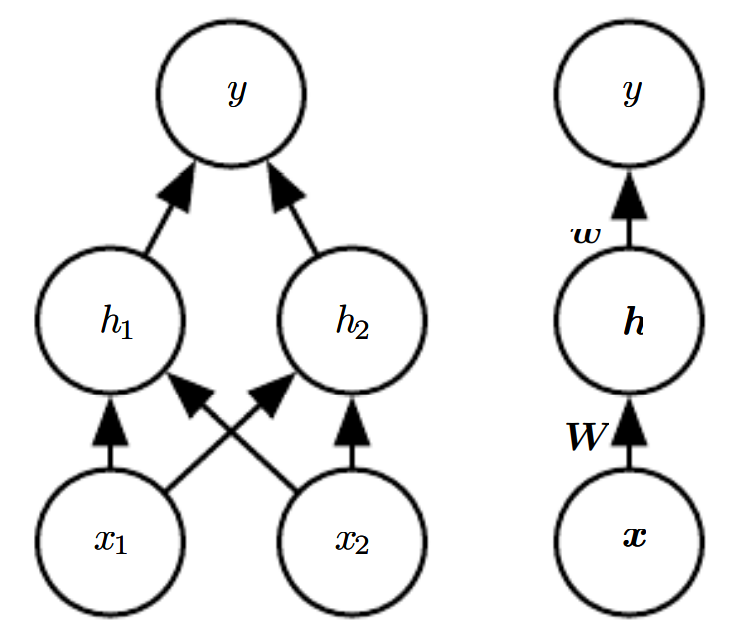 y y
w
h₁ h₂ h
W
x₁ x₂ x